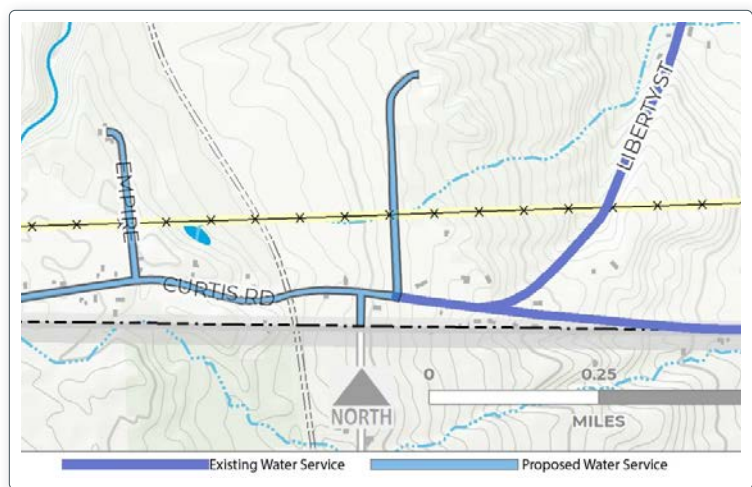 LIBERTY ST
EMPIRE
CURTIS RD
0
0.25
MILES
NORTH
Existing Water Service
Proposed Water Service